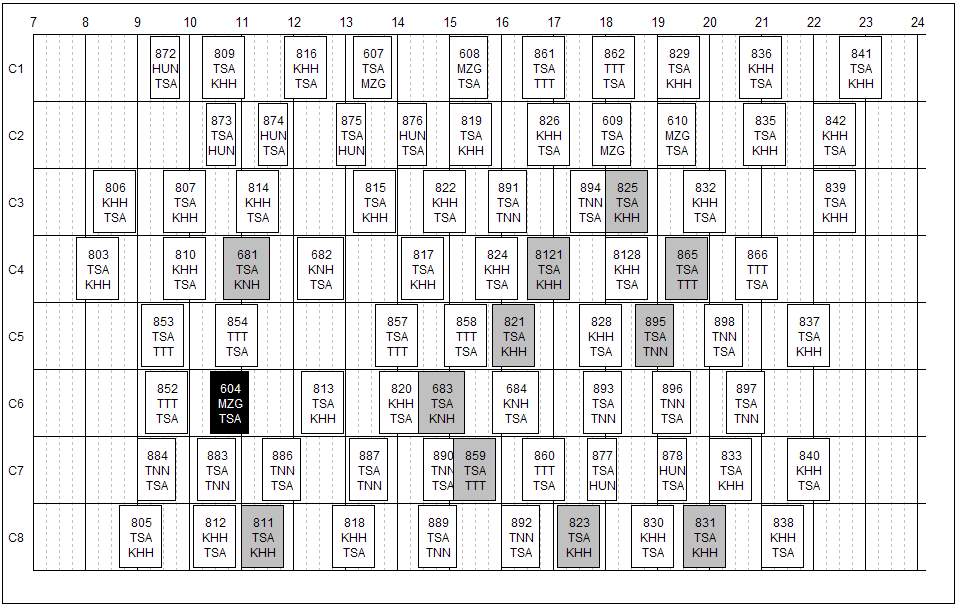 7 8 9 10 11 12 13 14 15 16 17 18 19 20 21 22 23 24
C1
872 809 816 607 608 861 862 829 836 841
HUN TSA KHH TSA MZG TSA TTT TSA KHH TSA
TSA KHH TSA MZG TSA TTT TSA KHH TSA KHH
C2
873 874 875 876 819 826 609 610 835 842
TSA HUN TSA HUN TSA KHH TSA MZG TSA KHH
HUN TSA HUN TSA KHH TSA MZG TSA KHH TSA
C3
806 807 814 815 822 891 894 825 832 839
KHH TSA KHH TSA KHH TSA TNN TSA KHH TSA
TSA KHH TSA KHH TSA TNN TSA KHH TSA KHH
C4
803 810 681 682 817 824 8121 8128 865 866
TSA KHH TSA KNH TSA KHH TSA KHH TSA TTT
KHH TSA KNH TSA KHH TSA KHH TSA TTT TSA
C5
853 854 857 858 821 828 895 898 837
TSA TTT TSA TTT TSA KHH TSA TNN TSA
TTT TSA TTT TSA KHH TSA TNN TSA KHH
C6
852 604 813 820 683 684 893 896 897
TTT MZG TSA KHH TSA KNH TSA TNN TSA
TSA TSA KHH TSA KNH TSA TNN TSA TNN
C7
884 883 886 887 890 859 860 877 878 833 840
TNN TSA TNN TSA TNN TSA TTT TSA HUN TSA KHH
TSA TNN TSA TNN TSA TTT TSA HUN TSA KHH TSA
C8
805 812 811 818 889 892 823 830 831 838
TSA KHH TSA KHH TSA TNN TSA KHH TSA KHH
KHH TSA KHH TSA TNN TSA KHH TSA KHH TSA